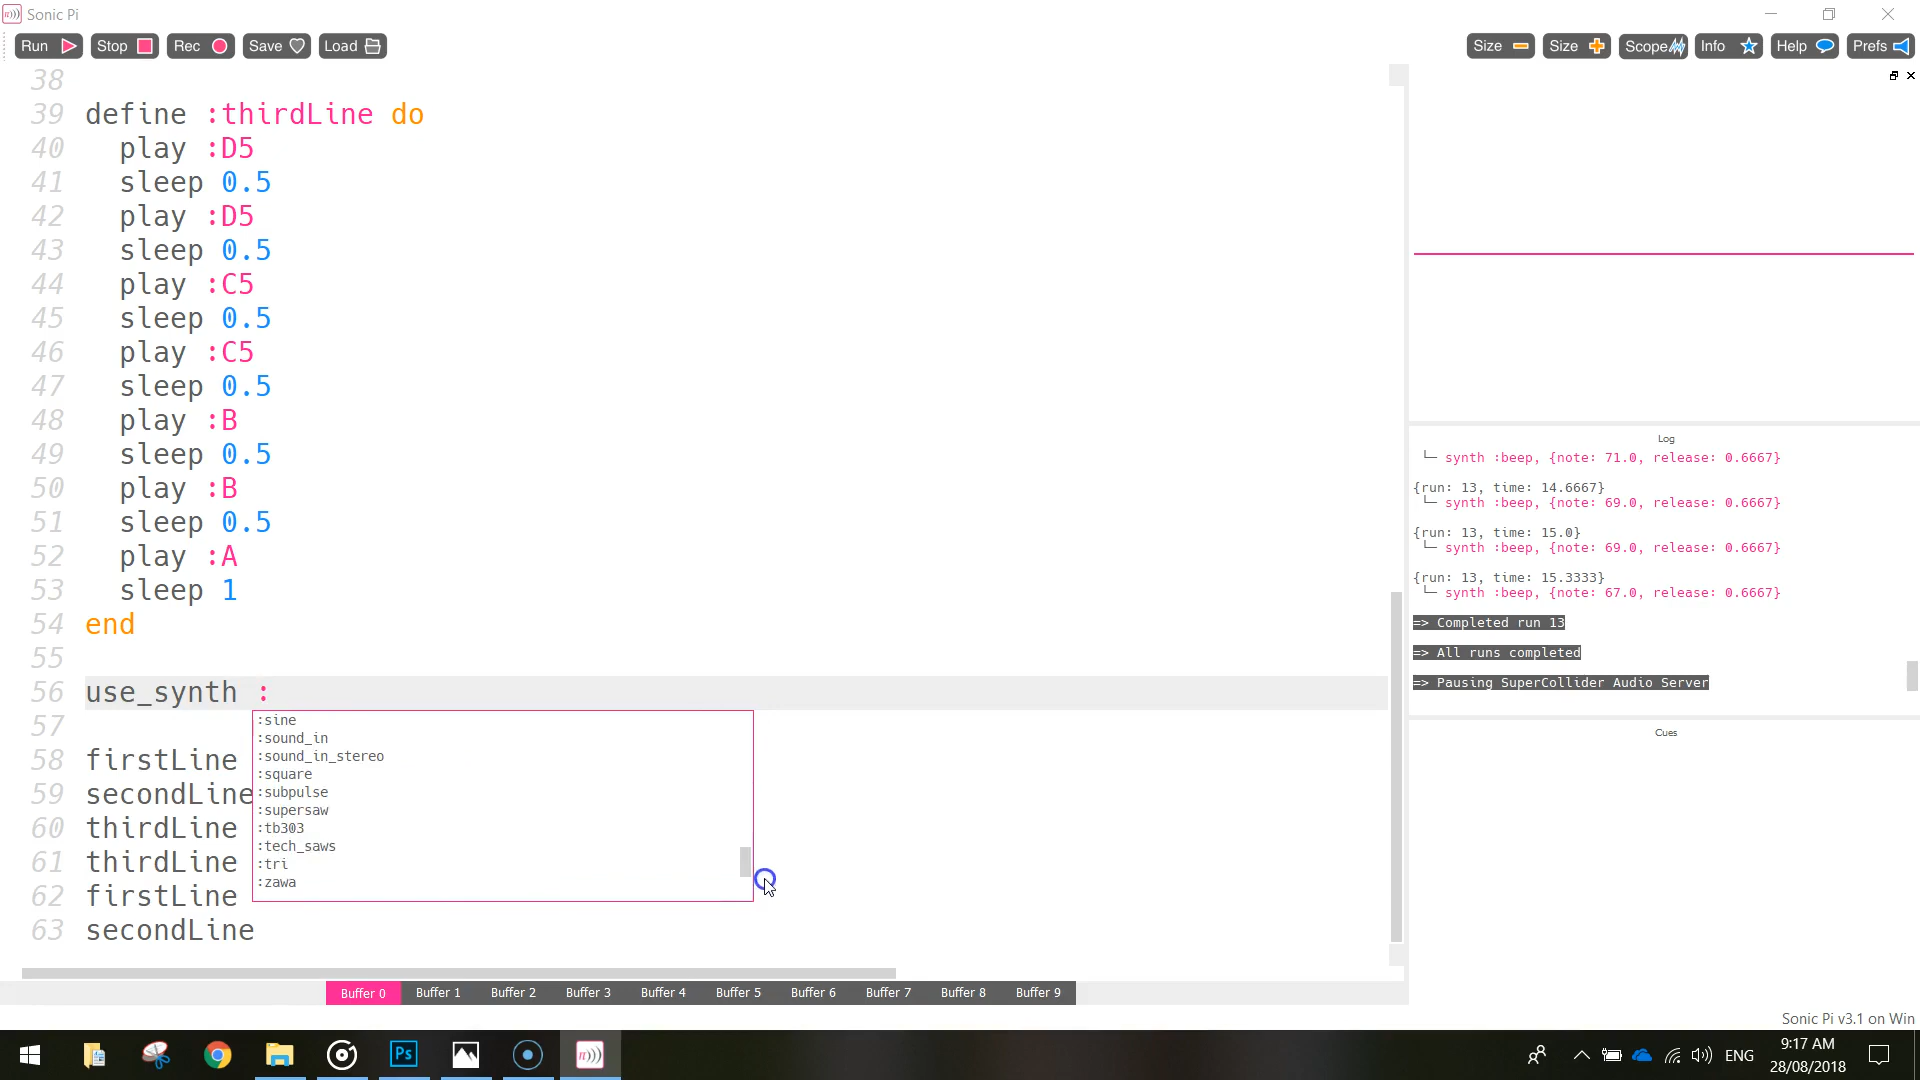 Sonic Pi
Run Stop Rec Save Load Size Size Scope Info Help Prefs
38
39 define :thirdLine do
40 play :D5
41 sleep 0.5
42 play :D5
43 sleep 0.5
44 play :C5
45 sleep 0.5
46 play :C5
47 sleep 0.5
48 play :B
49 sleep 0.5
50 play :B
51 sleep 0.5
52 play :A
53 sleep 1
54 end
55
56 use_synth :
57
58 firstLine
59 secondLine
60 thirdLine
61 thirdLine
62 firstLine
63 secondLine
:sine
:sound_in
:sound_in_stereo
:square
:subpulse
:supersaw
:tb303
:tech_saws
:tri
:zawa
Log
└─ synth :beep, {note: 71.0, release: 0.6667}
{run: 13, time: 14.6667}
└─ synth :beep, {note: 69.0, release: 0.6667}
{run: 13, time: 15.0}
└─ synth :beep, {note: 69.0, release: 0.6667}
{run: 13, time: 15.3333}
└─ synth :beep, {note: 67.0, release: 0.6667}
=> Completed run 13
=> All runs completed
=> Pausing SuperCollider Audio Server
Cues
Buffer 0 Buffer 1 Buffer 2 Buffer 3 Buffer 4 Buffer 5 Buffer 6 Buffer 7 Buffer 8 Buffer 9
Sonic Pi v3.1 on Win
Ps
ENG
9:17 AM
28/08/2018